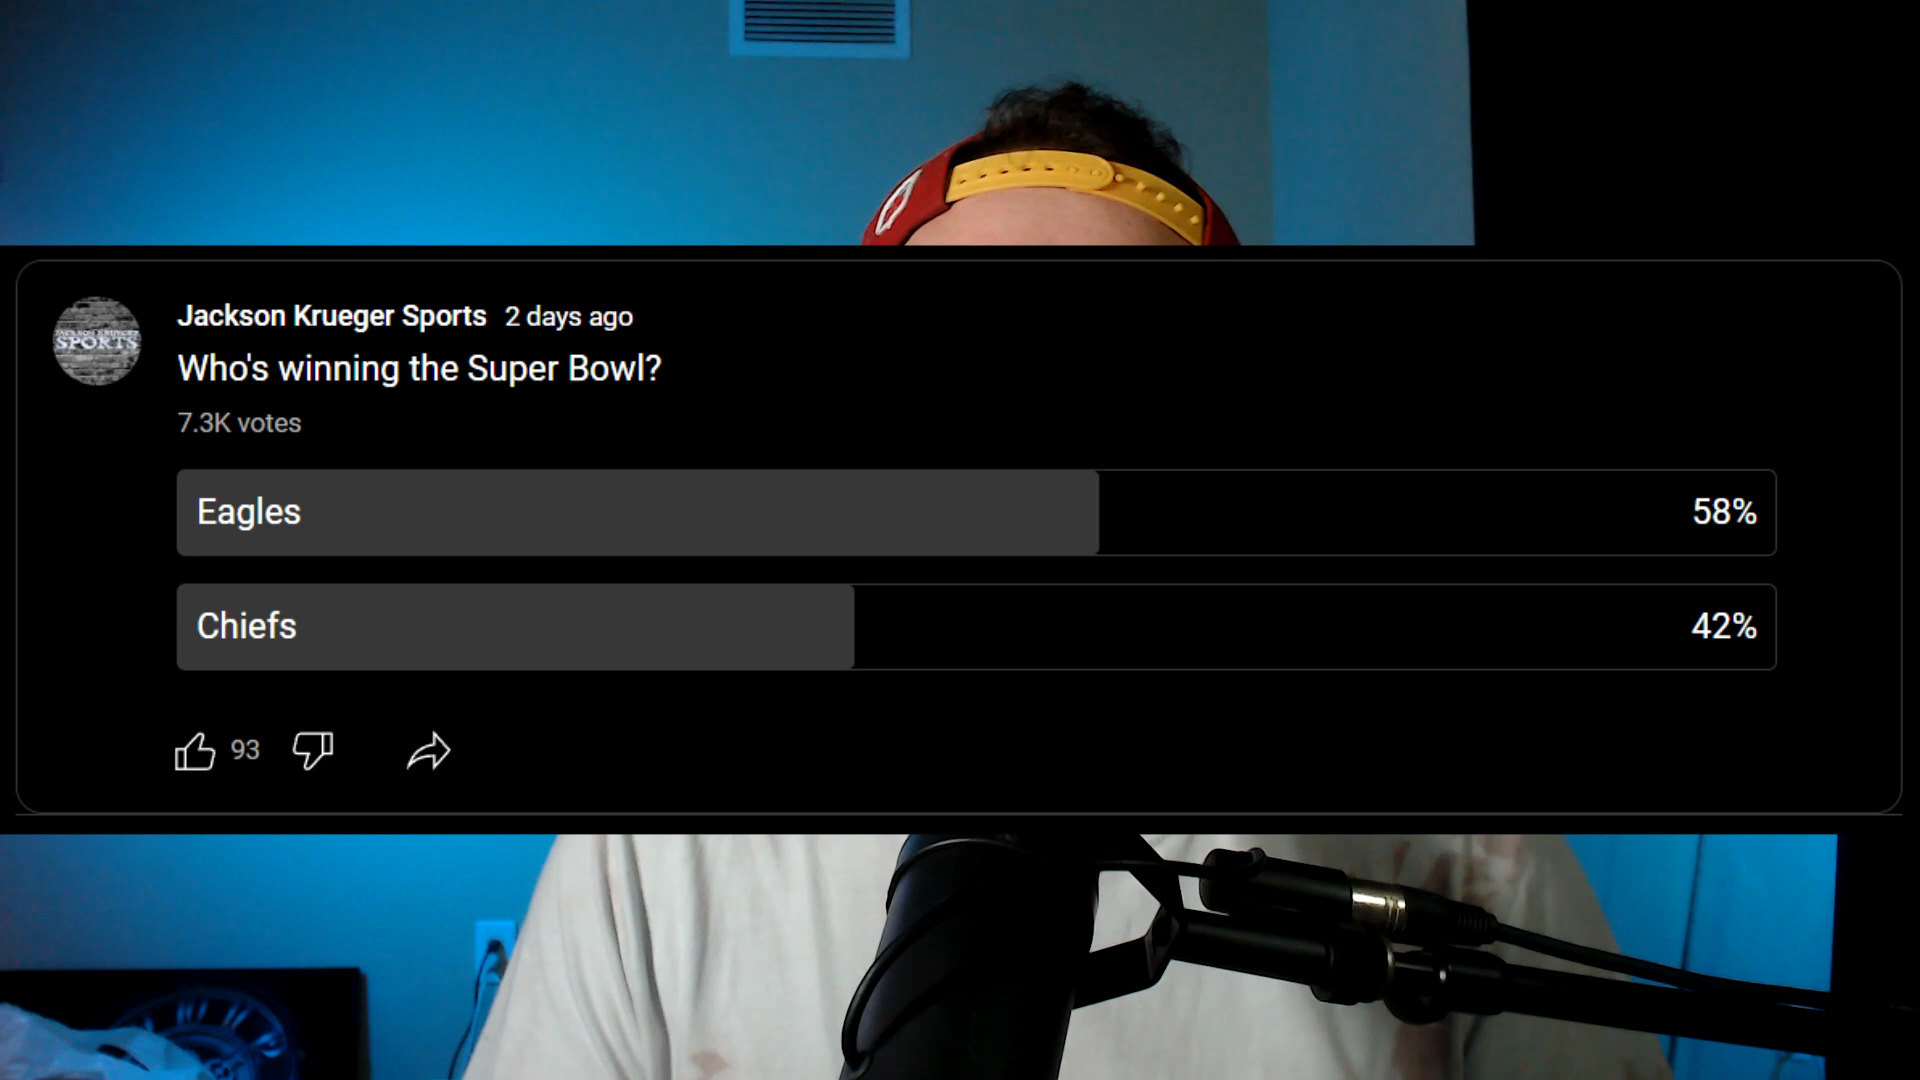 Jackson Krueger Sports 2 days ago
SPORTS
Who's winning the Super Bowl?
7.3K votes
Eagles 58%
Chiefs 42%
93